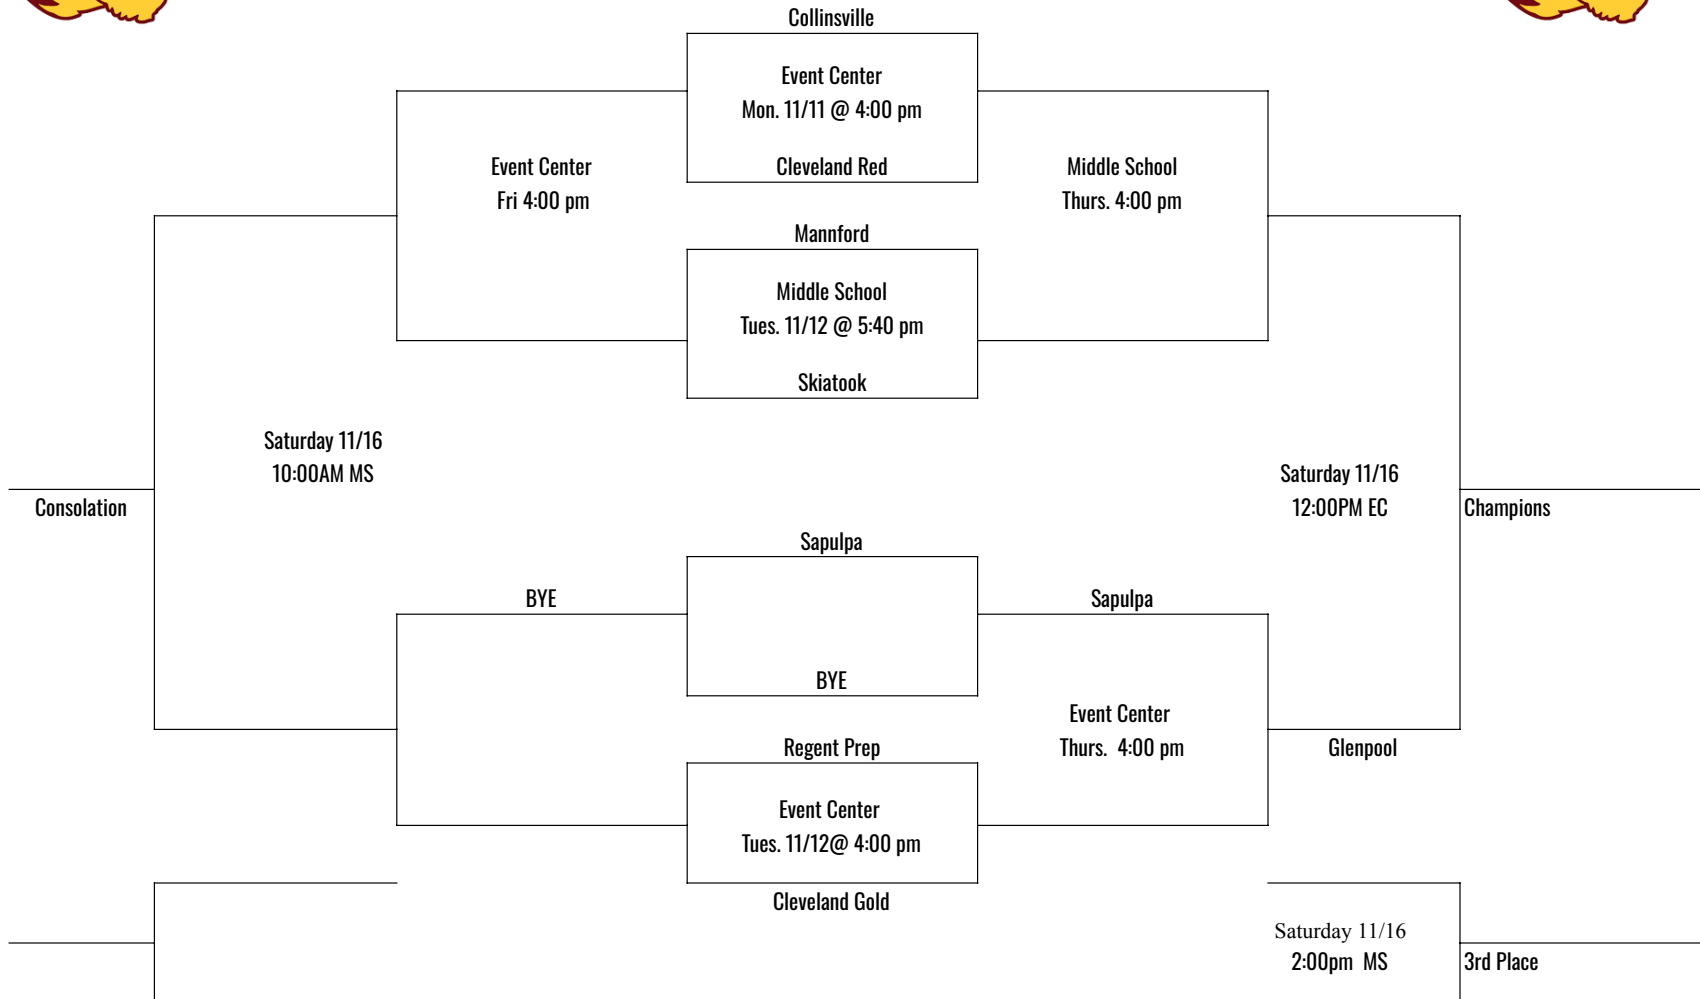 Collinsville
Event Center
Mon. 11/11 @ 4:00 pm
Cleveland Red
Event Center
Fri 4:00 pm
Middle School
Thurs. 4:00 pm
Mannford
Middle School
Tues. 11/12 @ 5:40 pm
Skiatook
Saturday 11/16
10:00AM MS
Saturday 11/16
12:00PM EC
Consolation
Champions
Sapulpa
BYE
Sapulpa
BYE
Event Center
Thurs.  4:00 pm
Regent Prep
Glenpool
Event Center
Tues. 11/12@ 4:00 pm
Cleveland Gold
Saturday 11/16
2:00pm  MS
3rd Place